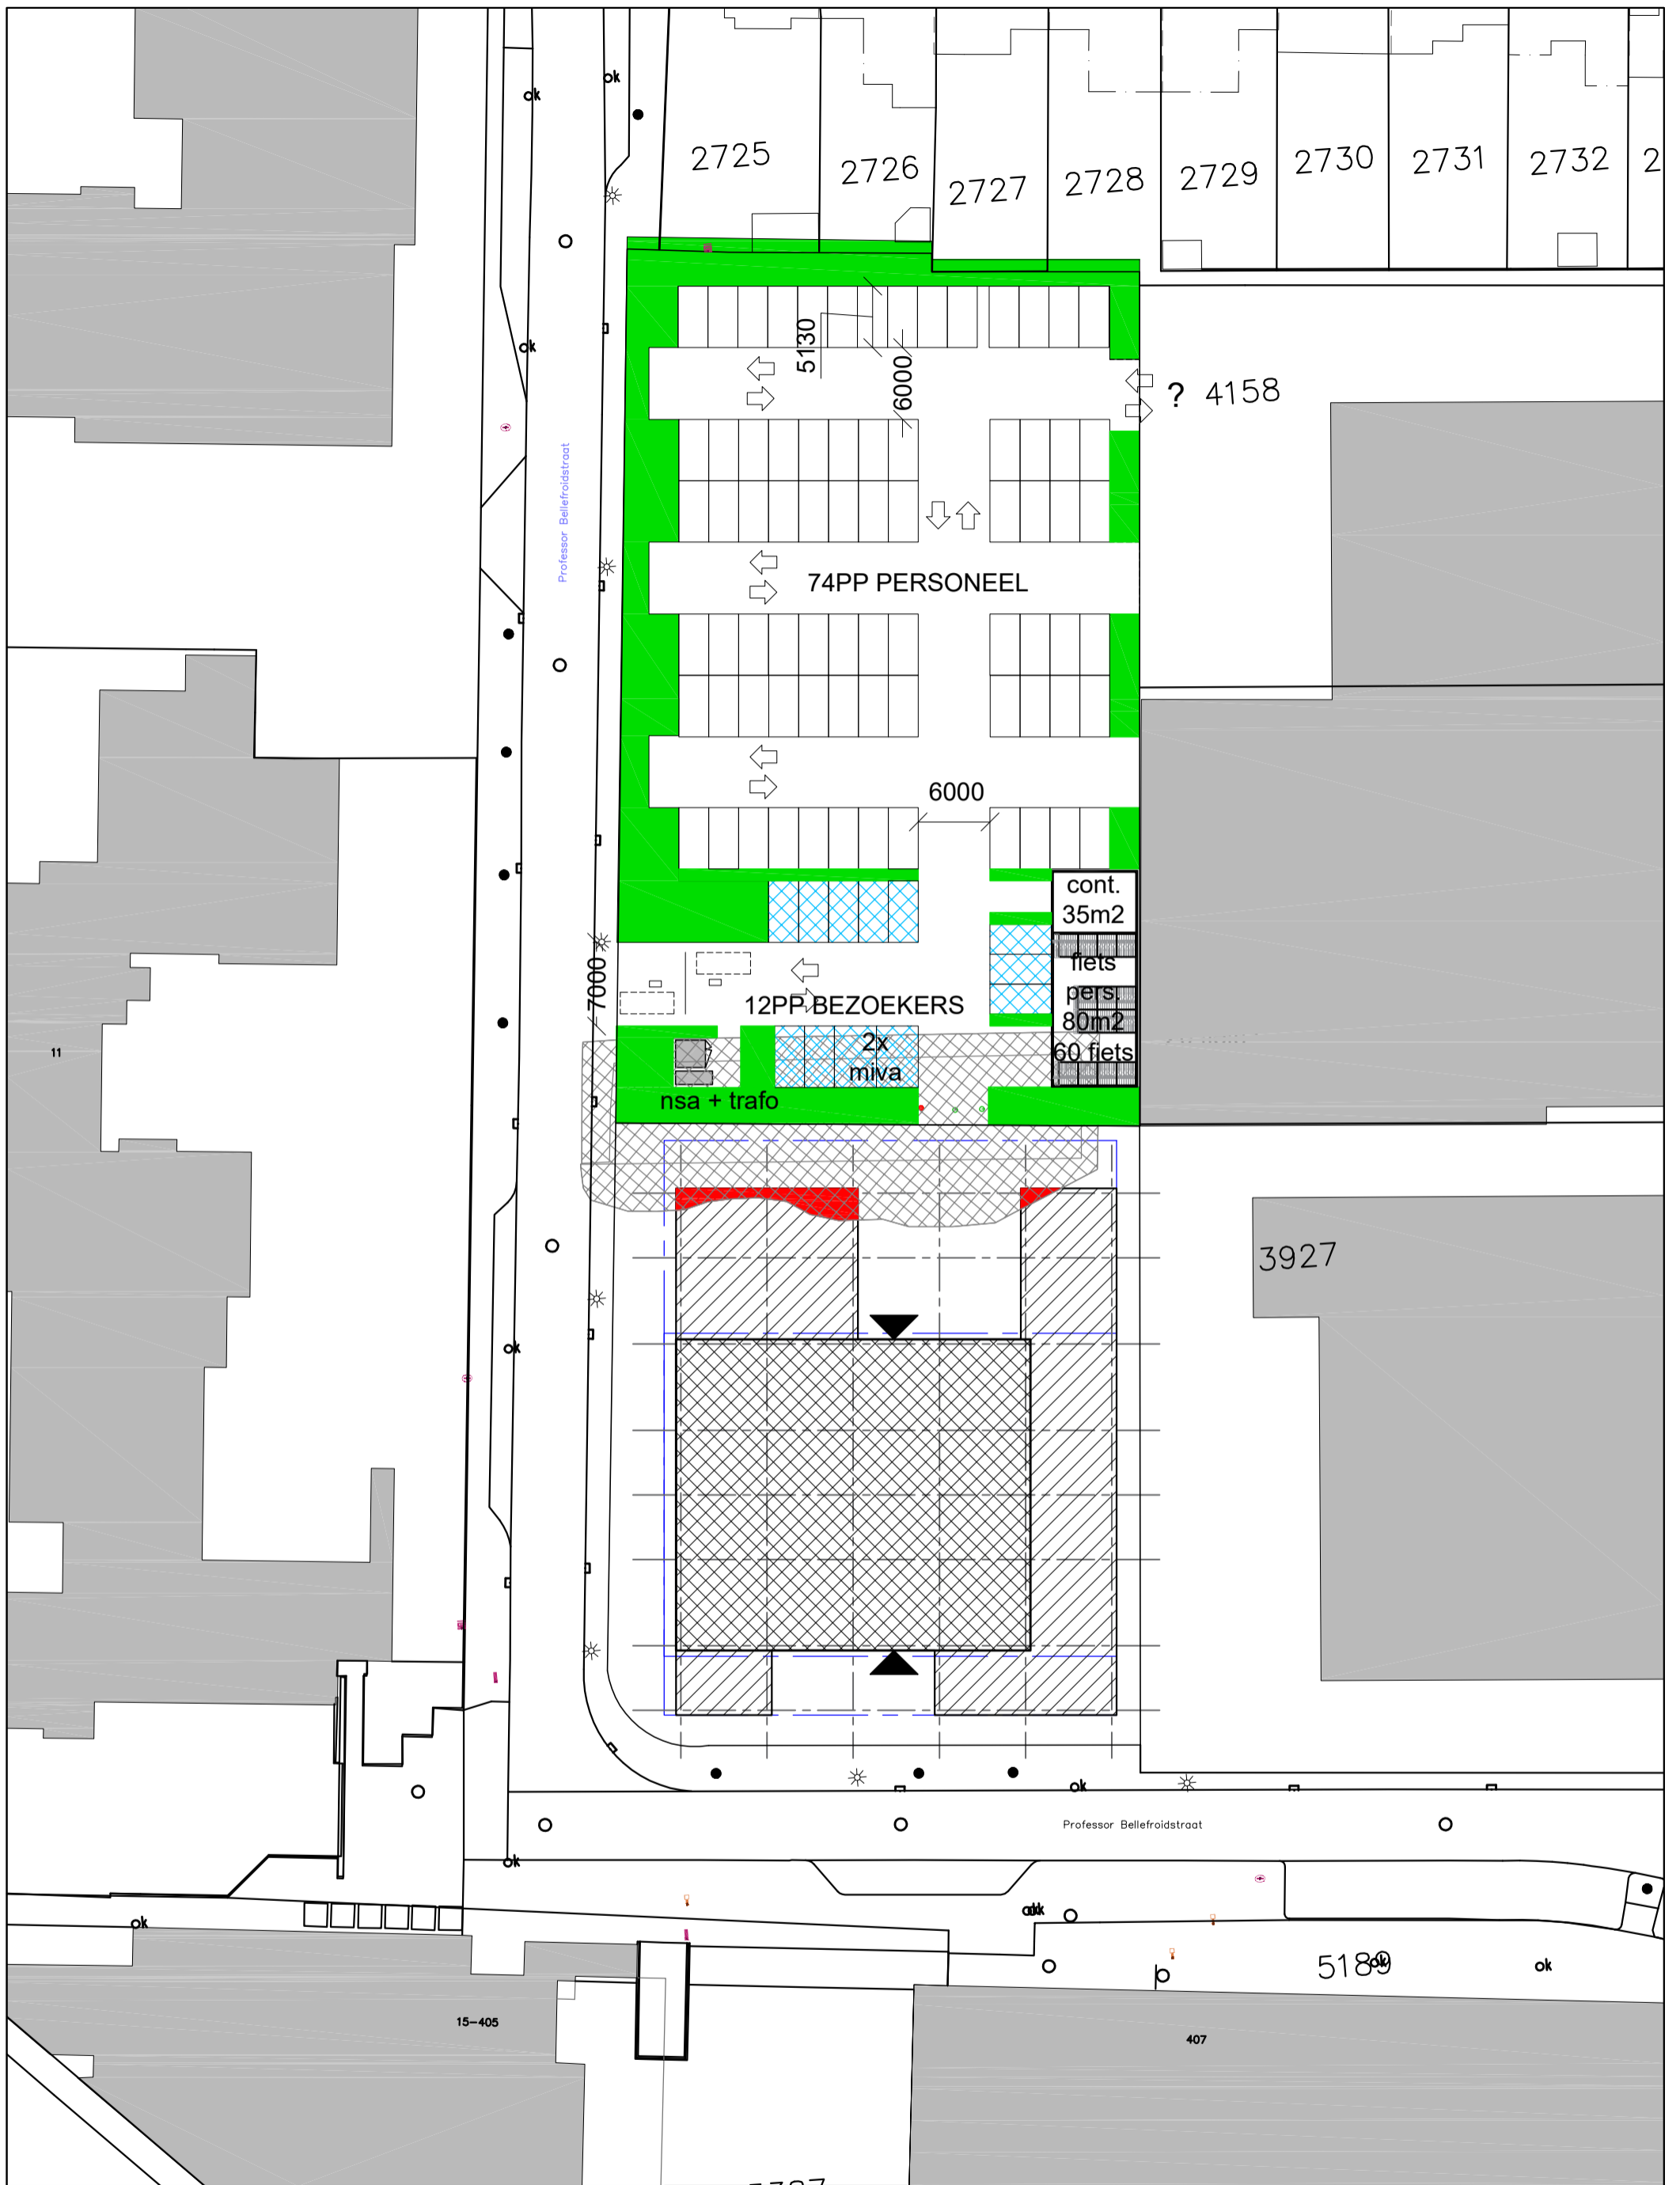 ok
ok
2725
2726
2727
2728
2729
2730
2731
2732
2
5130
6000
ok
? 4158
Professor Bellefroidstraat
74PP PERSONEEL
6000
cont.
35m2
7000
fiets
pers.
80m2
60 fiets
12PP BEZOEKERS
2x
miva
nsa + trafo
11
3927
ok
ok
Professor Bellefroidstraat
ok
ok
5189
ok
ok
15-405
407